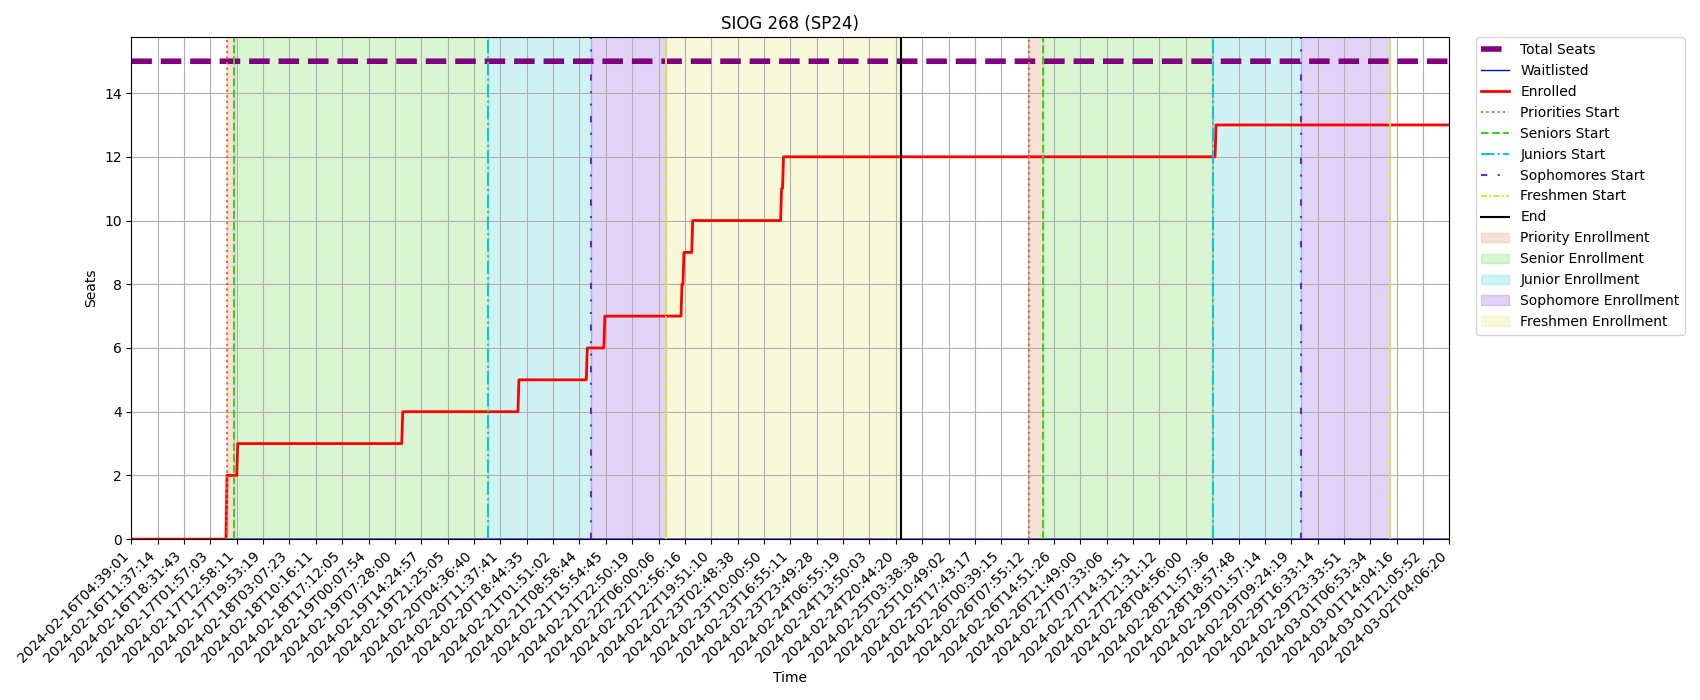 SIOG 268 (SP24)
Seats
14
12
10
8
6
4
2
0
2024-02-16T04:39:01
2024-02-16T11:37:14
2024-02-16T18:31:43
2024-02-17T01:57:03
2024-02-17T12:58:11
2024-02-17T19:53:19
2024-02-18T03:07:23
2024-02-18T10:16:11
2024-02-18T17:12:05
2024-02-19T00:07:54
2024-02-19T07:28:00
2024-02-19T14:24:57
2024-02-19T21:25:05
2024-02-20T04:36:40
2024-02-20T11:37:41
2024-02-20T18:44:35
2024-02-21T01:51:02
2024-02-21T08:58:44
2024-02-21T15:54:45
2024-02-21T22:50:19
2024-02-22T06:00:06
2024-02-22T12:56:16
2024-02-22T19:51:10
2024-02-23T02:48:38
2024-02-23T10:00:50
2024-02-23T16:55:11
2024-02-23T23:49:28
2024-02-24T06:55:19
2024-02-24T13:50:03
2024-02-24T20:44:20
2024-02-25T03:38:38
2024-02-25T10:49:02
2024-02-25T17:43:17
2024-02-26T00:39:15
2024-02-26T07:55:12
2024-02-26T14:51:26
2024-02-26T21:49:00
2024-02-27T07:33:06
2024-02-27T14:31:51
2024-02-27T21:31:12
2024-02-28T04:56:00
2024-02-28T11:57:36
2024-02-28T18:57:48
2024-02-29T01:57:14
2024-02-29T09:24:19
2024-02-29T16:33:14
2024-02-29T23:33:51
2024-03-01T06:53:34
2024-03-01T14:04:16
2024-03-01T21:05:52
2024-03-02T04:06:20
Time
Total Seats
Waitlisted
Enrolled
Priorities Start
Seniors Start
Juniors Start
Sophomores Start
Freshmen Start
End
Priority Enrollment
Senior Enrollment
Junior Enrollment
Sophomore Enrollment
Freshmen Enrollment